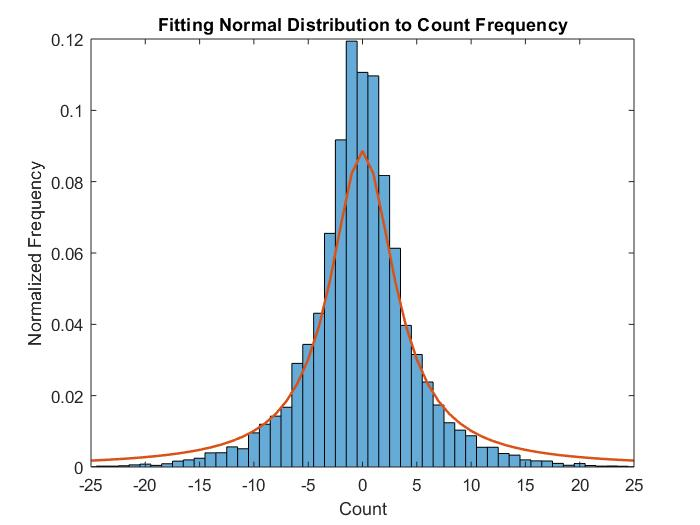 Fitting Normal Distribution to Count Frequency
0.12
0.1
0.08
0.06
0.04
0.02
0
Normalized Frequency
-25 -20 -15 -10 -5 0 5 10 15 20 25
Count